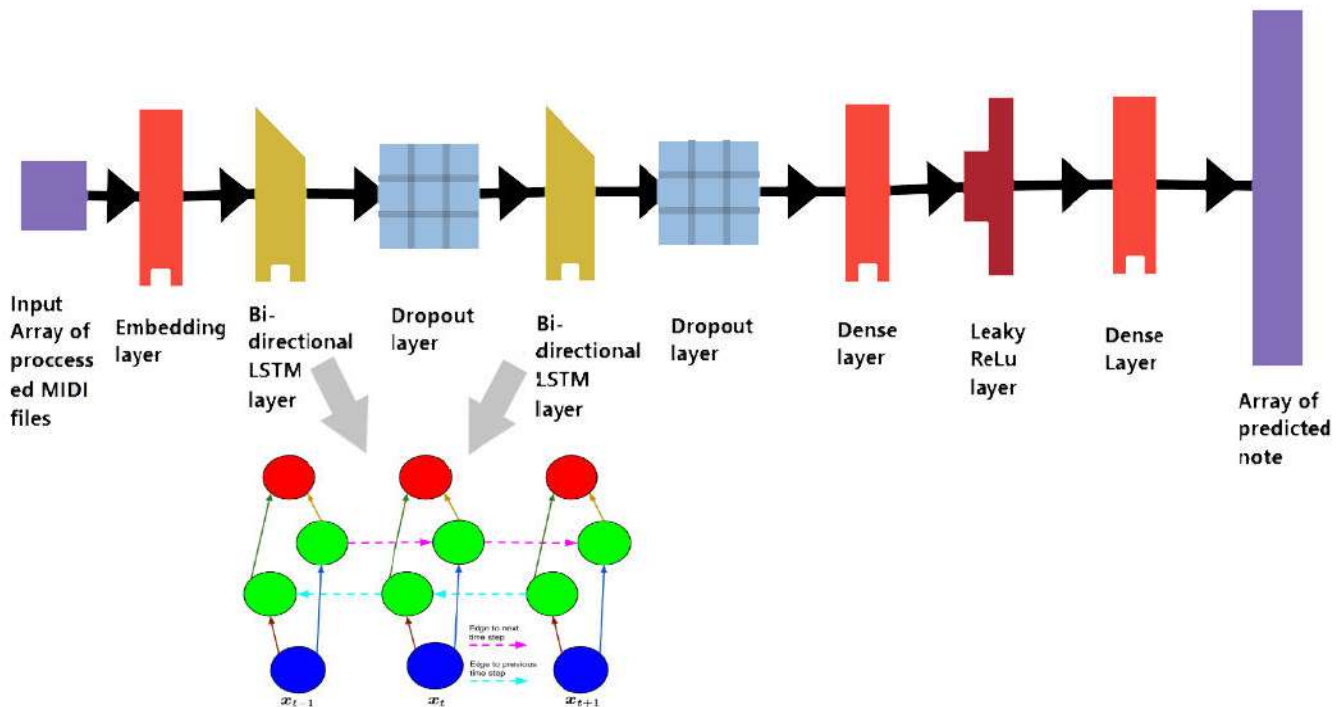 Input
Array of
proccess
ed MIDI
files
Embedding
layer
Bi-
directional
LSTM
layer
Dropout
layer
Bi-
directional
LSTM
layer
Dropout
layer
Dense
layer
Leaky
ReLu
layer
Dense
Layer
Array of
predicted
note
Edge to next
time step
Edge to previous
time step
x_{t-1}
x_t
x_{t+1}